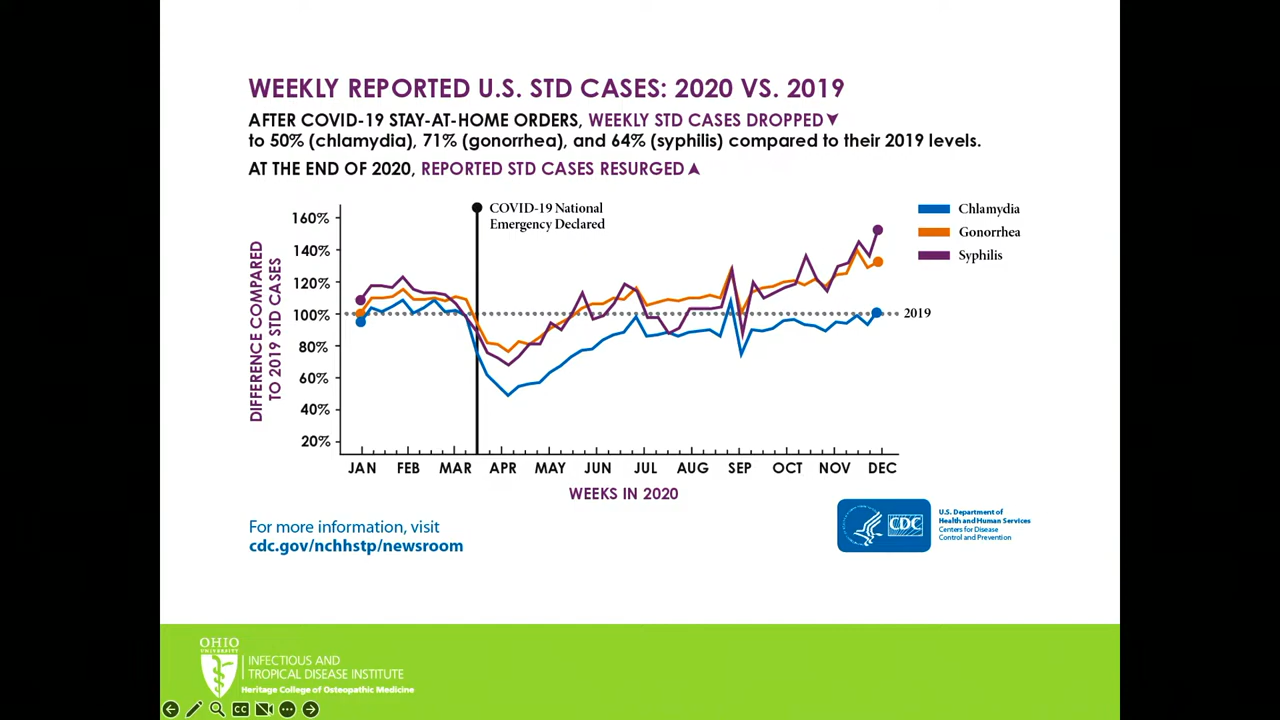 WEEKLY REPORTED U.S. STD CASES: 2020 VS. 2019
AFTER COVID-19 STAY-AT-HOME ORDERS, WEEKLY STD CASES DROPPED
to 50% (chlamydia), 71% (gonorrhea), and 64% (syphilis) compared to their 2019 levels.
AT THE END OF 2020, REPORTED STD CASES RESURGED
COVID-19 National
Emergency Declared
Chlamydia
Gonorrhea
Syphilis
DIFFERENCE COMPARED
TO 2019 STD CASES
160%
140%
120%
100%
80%
60%
40%
20%
2019
JAN FEB MAR APR MAY JUN JUL AUG SEP OCT NOV DEC
WEEKS IN 2020
For more information, visit
cdc.gov/nchhstp/newsroom
CDC
U.S. Department of
Health and Human Services
Centers for Disease
Control and Prevention
OHIO
UNIVERSITY
INFECTIOUS AND
TROPICAL DISEASE INSTITUTE
Heritage College of Osteopathic Medicine
CC